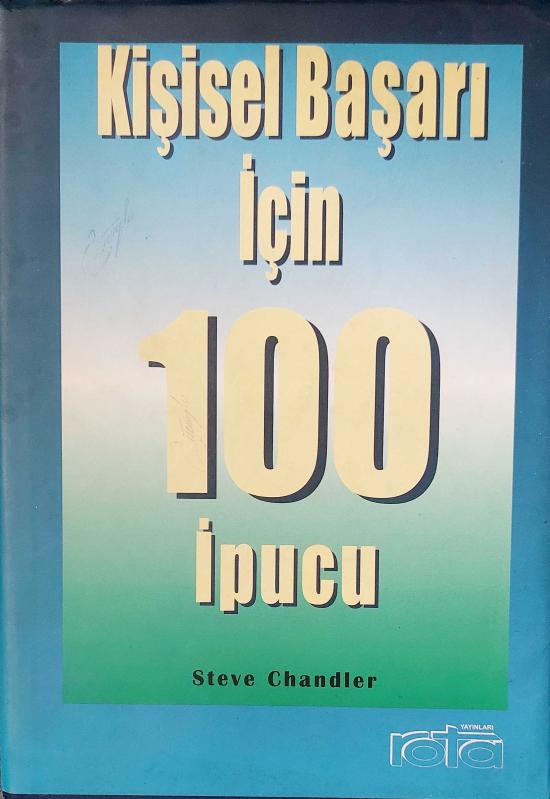 Kişisel Başarı
İçin
100
İpucu
Steve Chandler
YAYINLARI
rota